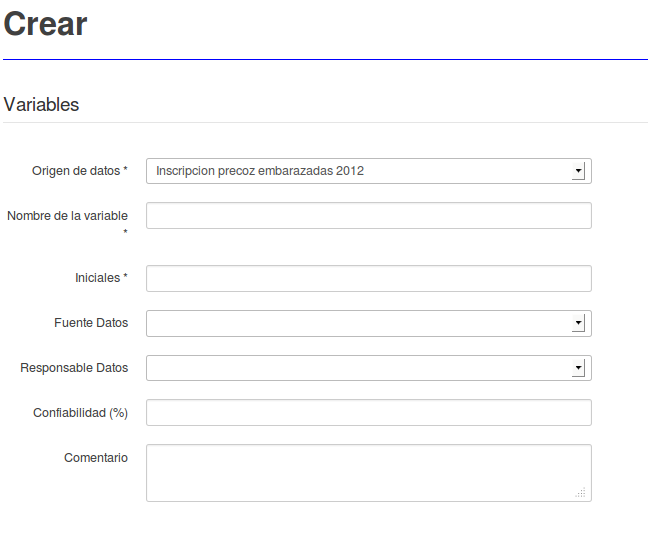 Crear
Variables
Origen de datos *
Inscripcion precoz embarazadas 2012
Nombre de la variable
*
Iniciales *
Fuente Datos
Responsable Datos
Confiabilidad (%)
Comentario